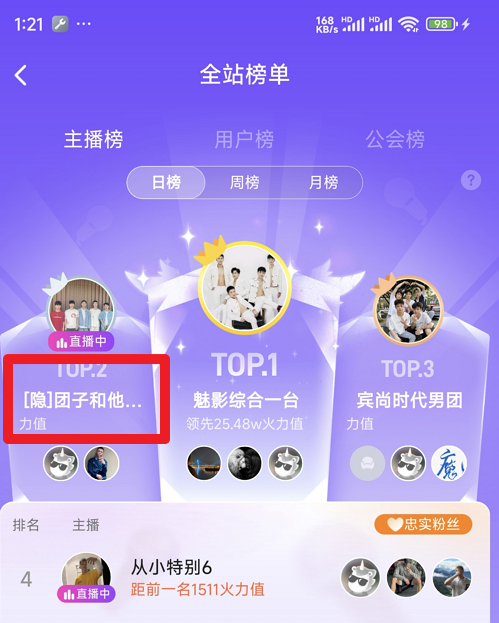 1:21 ··· 168 KB/s HD HD 98
全站榜单
主播榜 用户榜 公会榜
日榜 周榜 月榜 ?
直播中
TOP.2 TOP.1 TOP.3
[隐]团子和他... 魅影综合一台 宾尚时代男团
力值 领先25.48w火力值 力值
排名 主播 忠实粉丝
4 从小特别6
直播中 距前一名1511火力值